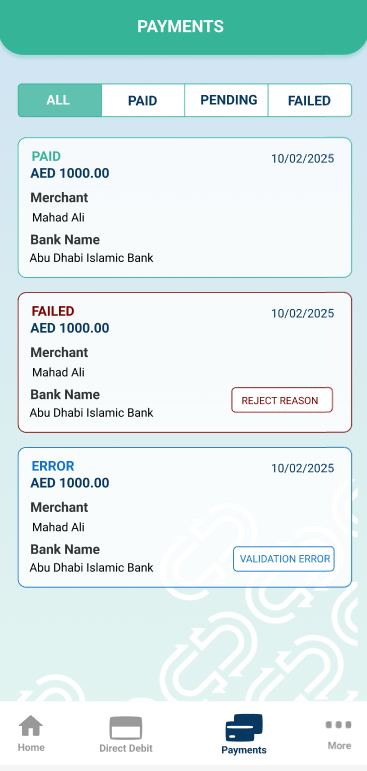 PAYMENTS
ALL PAID PENDING FAILED
PAID 10/02/2025
AED 1000.00
Merchant
Mahad Ali
Bank Name
Abu Dhabi Islamic Bank
FAILED 10/02/2025
AED 1000.00
Merchant
Mahad Ali
Bank Name
REJECT REASON
Abu Dhabi Islamic Bank
ERROR 10/02/2025
AED 1000.00
Merchant
Mahad Ali
Bank Name
VALIDATION ERROR
Abu Dhabi Islamic Bank
Home Direct Debit Payments More